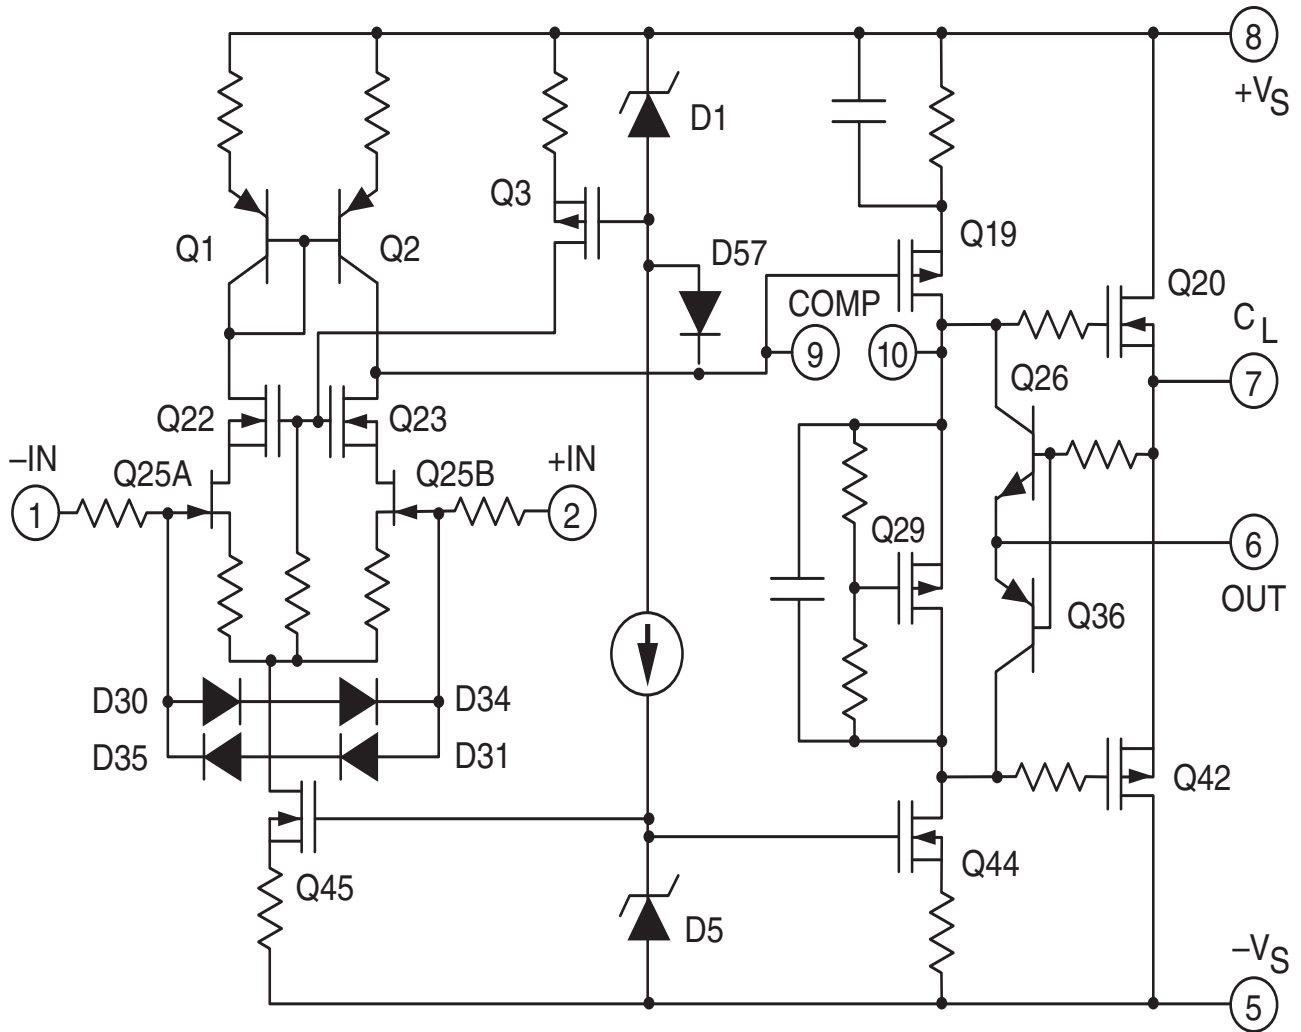 8
+VS
D1
Q3
Q1
Q2
D57
Q19
Q20
COMP
9
10
CL
7
Q22
Q23
Q26
–IN
Q25A
Q25B
+IN
1
2
Q29
6
OUT
Q36
D30
D34
D35
D31
Q42
Q45
Q44
D5
–VS
5